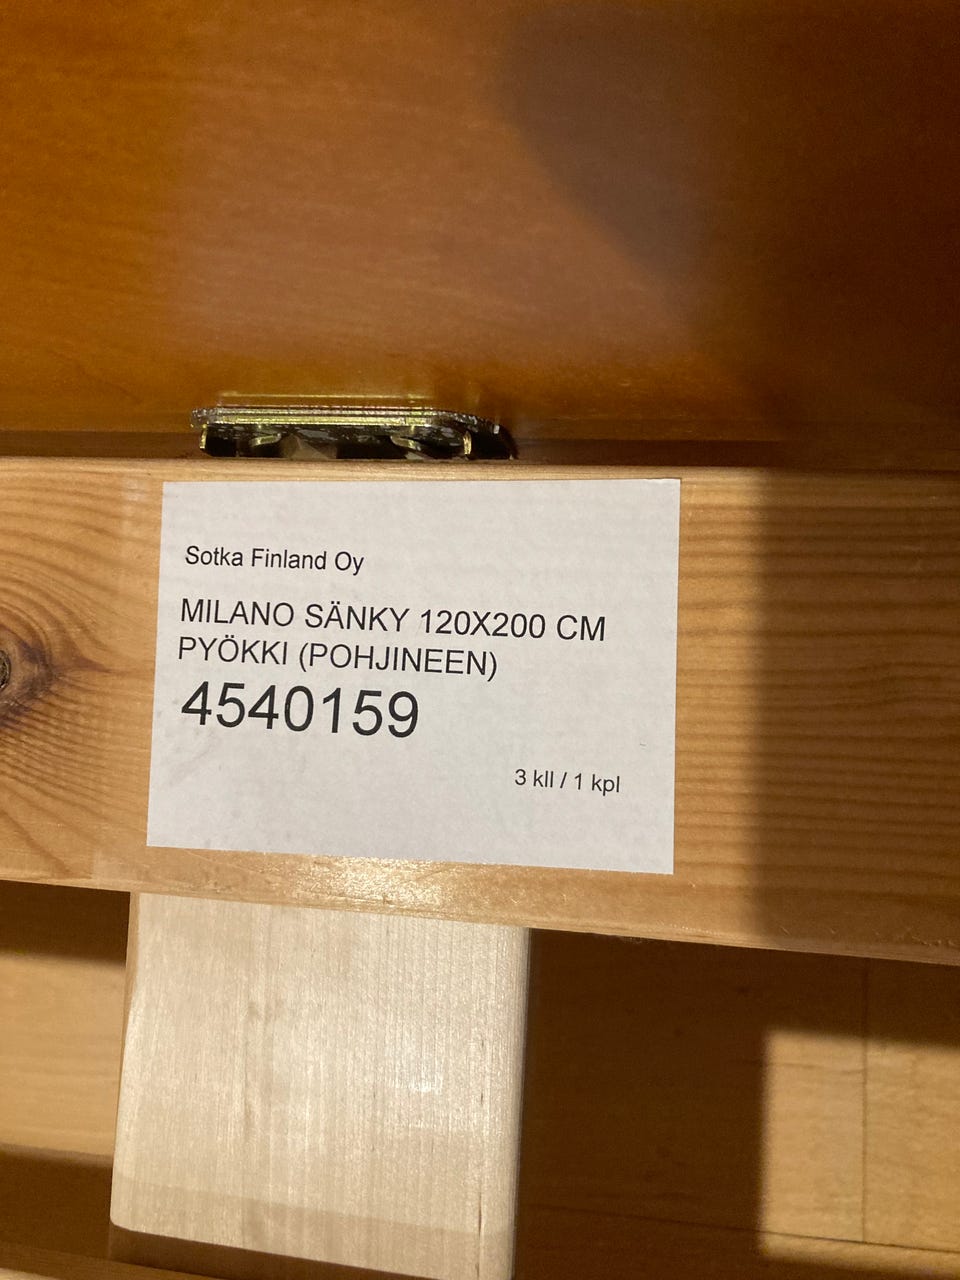 Sotka Finland Oy
MILANO SÄNKY 120X200 CM
PYÖKKI (POHJINEEN)
4540159
3 kll / 1 kpl